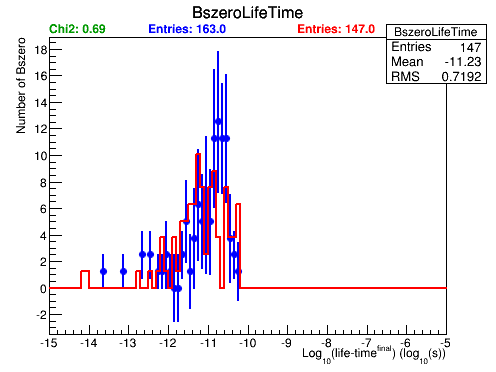 BszeroLifeTime
Chi2: 0.69 Entries: 163.0 Entries: 147.0
BszeroLifeTime
Entries 147
Mean -11.23
RMS 0.7192
Number of Bszero
18
16
14
12
10
8
6
4
2
0
-2
-15 -14 -13 -12 -11 -10 -9 -8 -7 -6 -5
Log10(life-timefinal) (log10(s))